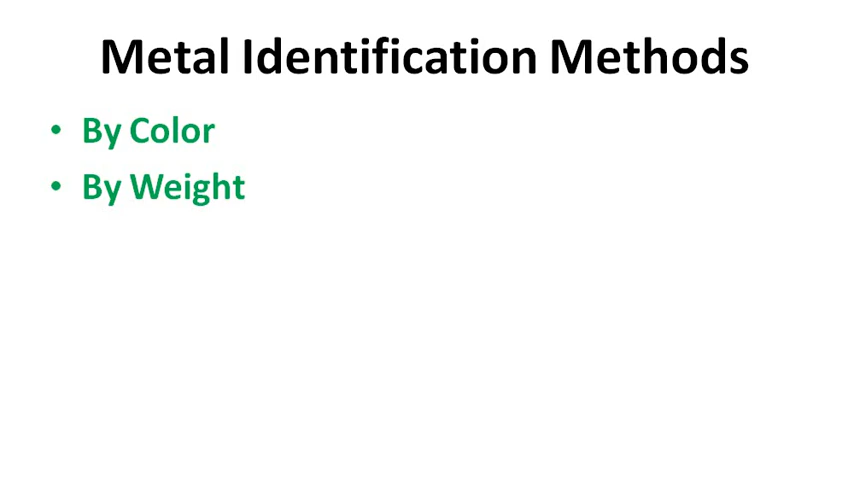 Metal Identification Methods
• By Color
• By Weight